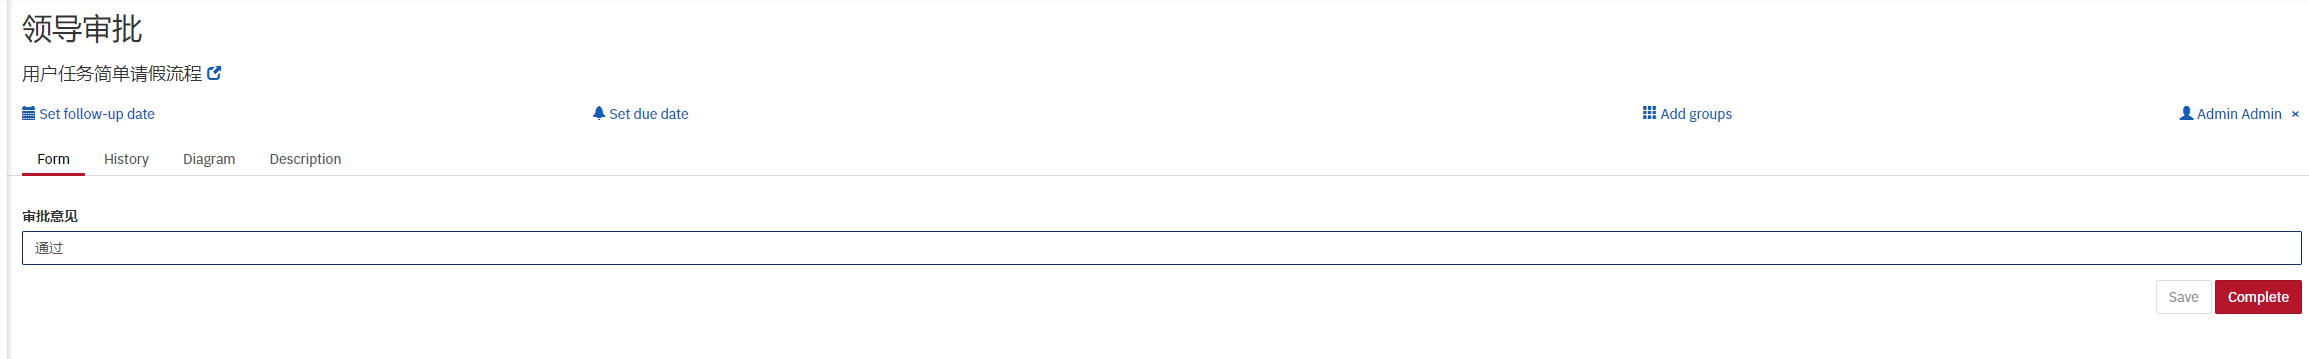 领导审批
用户任务简单请假流程
Set follow-up date Set due date Add groups Admin Admin ×
Form History Diagram Description
审批意见
通过
Save Complete